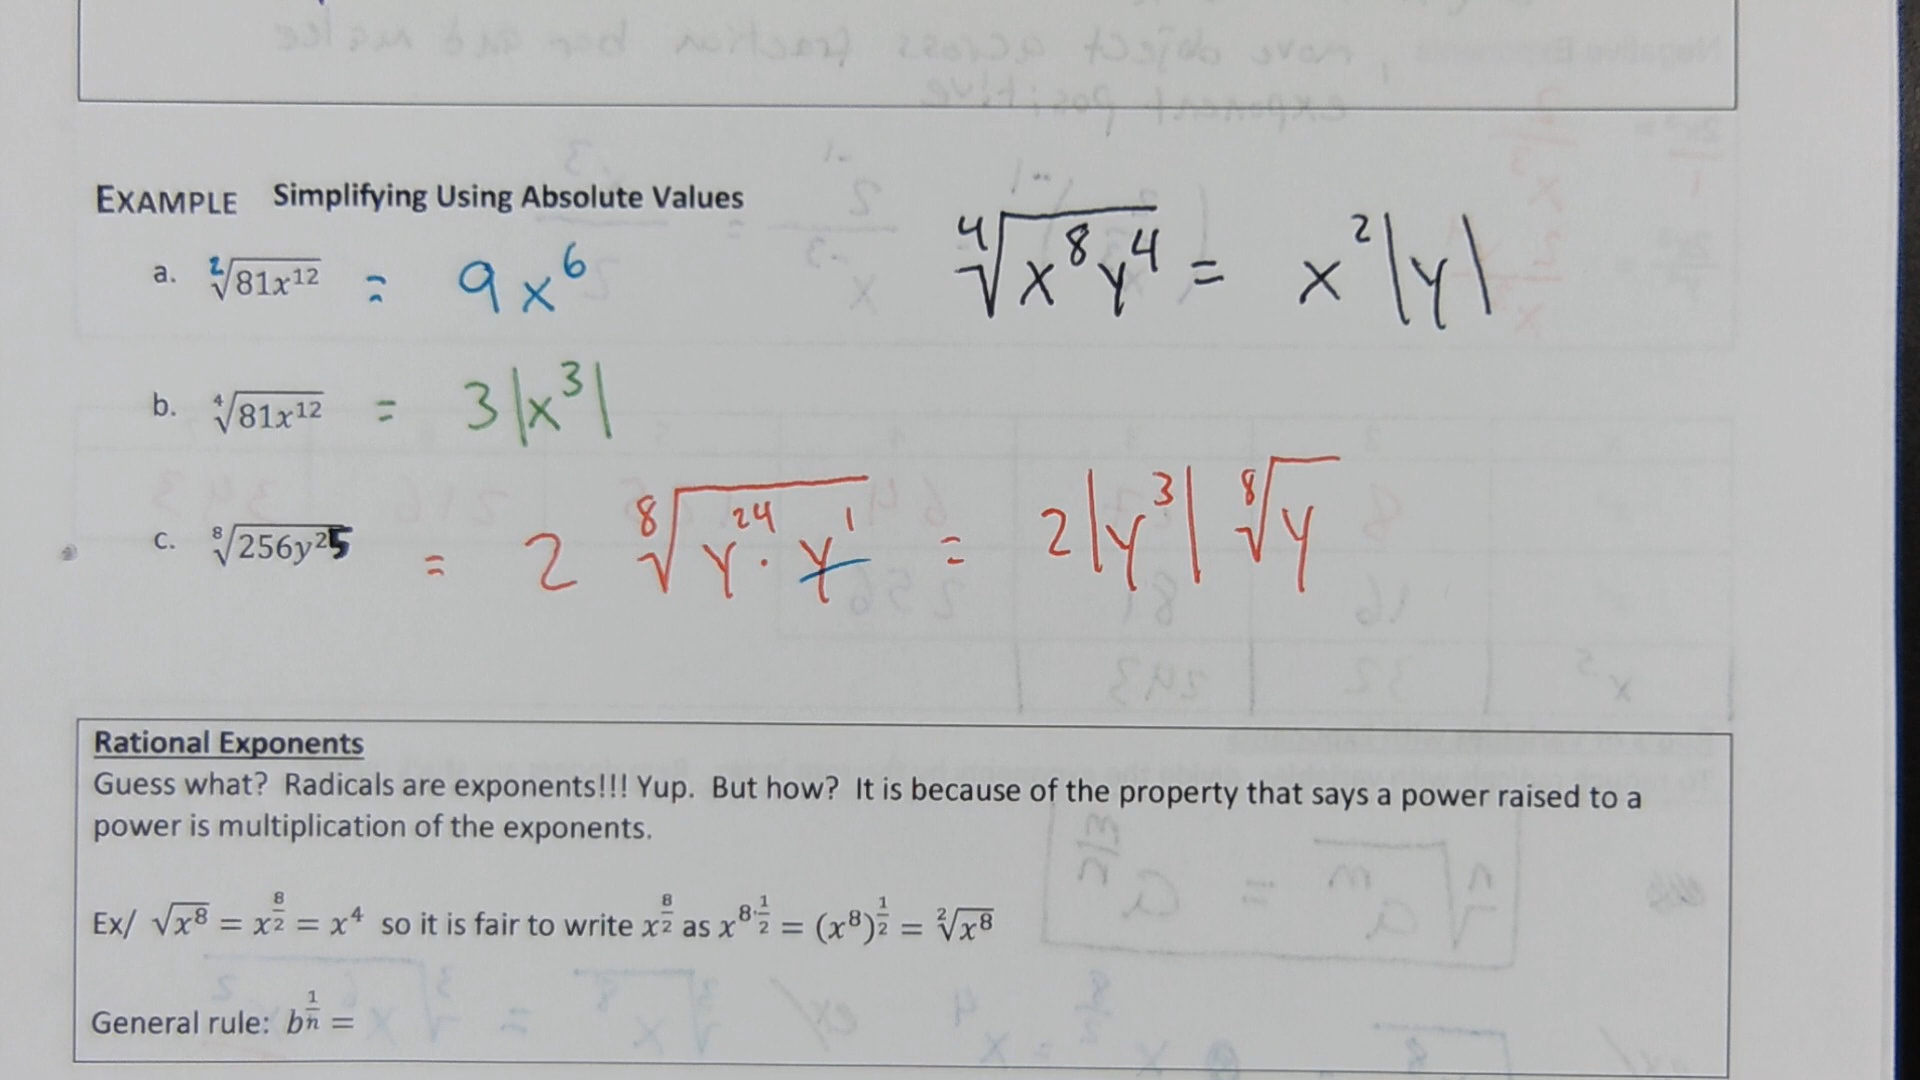 EXAMPLE Simplifying Using Absolute Values
⁴√(x⁸y⁴) = x²|y|
a. ²√(81x¹²) = 9x⁶
b. ⁴√(81x¹²) = 3|x³|
c. ⁸√(256y²⁵) = 2 ⁸√(y²⁴·y¹) = 2|y³| ⁸√y
Rational Exponents
Guess what? Radicals are exponents!!! Yup. But how? It is because of the property that says a power raised to a
power is multiplication of the exponents.
Ex/ √(x⁸) = x^(8/2) = x⁴ so it is fair to write x^(8/2) as x^(8·1/2) = (x⁸)^(1/2) = ²√(x⁸)
General rule: b^(1/n) =